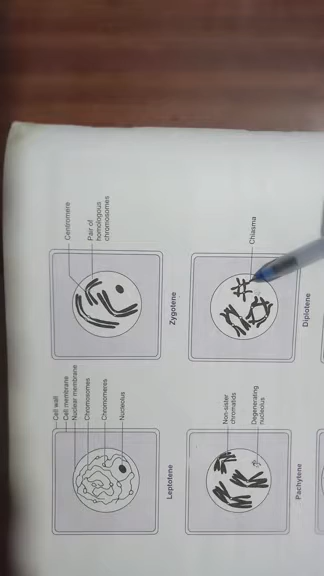 Cell wall
Cell membrane
Nuclear membrane
Chromosomes
Chromomeres
Nucleolus
Leptotene
Centromere
Pair of
homologous
chromosomes
Zygotene
Non-sister
chromatids
Degenerating
nucleolus
Pachytene
Chiasma
Diplotene